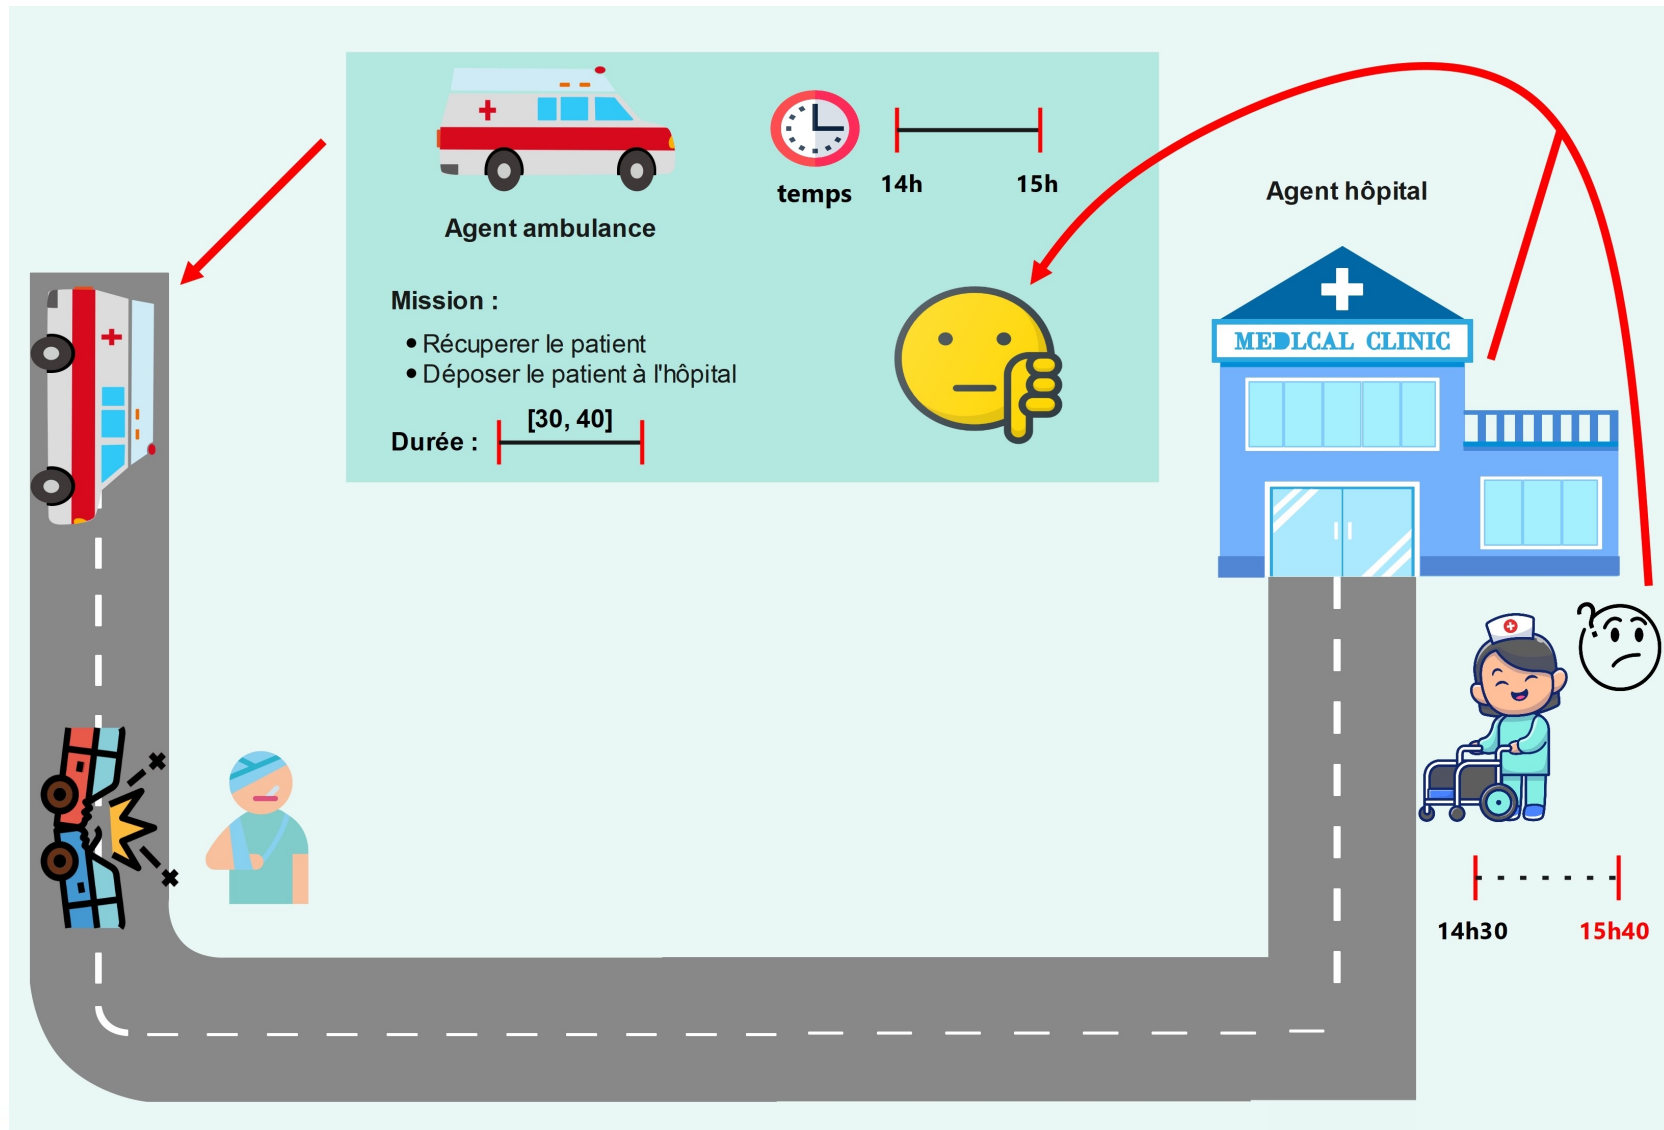 temps
14h
15h
Agent ambulance
Mission :
• Récuperer le patient
• Déposer le patient à l'hôpital
Durée :
[30, 40]
Agent hôpital
MEDLCAL CLINIC
14h30
15h40